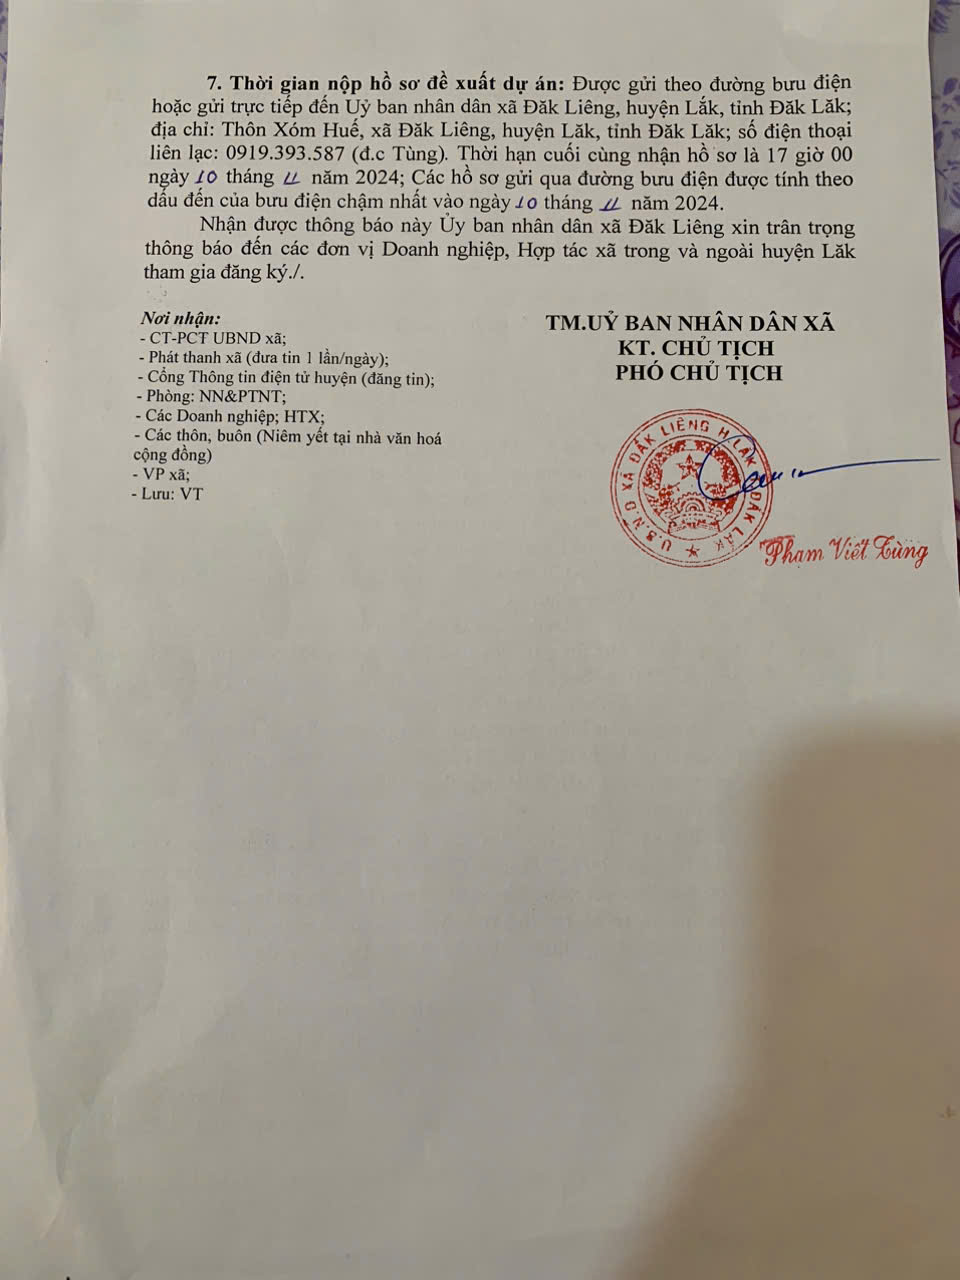 7. Thời gian nộp hồ sơ đề xuất dự án: Được gửi theo đường bưu điện
hoặc gửi trực tiếp đến Uỷ ban nhân dân xã Đăk Liêng, huyện Lắk, tỉnh Đăk Lăk;
địa chỉ: Thôn Xóm Huế, xã Đăk Liêng, huyện Lăk, tỉnh Đăk Lăk; số điện thoại
liên lạc: 0919.393.587 (đ.c Tùng). Thời hạn cuối cùng nhận hồ sơ là 17 giờ 00
ngày 10 tháng 11 năm 2024; Các hồ sơ gửi qua đường bưu điện được tính theo
dấu đến của bưu điện chậm nhất vào ngày 10 tháng 11 năm 2024.
Nhận được thông báo này Ủy ban nhân dân xã Đăk Liêng xin trân trọng
thông báo đến các đơn vị Doanh nghiệp, Hợp tác xã trong và ngoài huyện Lăk
tham gia đăng ký./.
Nơi nhận:
- CT-PCT UBND xã;
- Phát thanh xã (đưa tin 1 lần/ngày);
- Cổng Thông tin điện tử huyện (đăng tin);
- Phòng: NN&PTNT;
- Các Doanh nghiệp; HTX;
- Các thôn, buôn (Niêm yết tại nhà văn hoá
cộng đồng)
- VP xã;
- Lưu: VT
TM.UỶ BAN NHÂN DÂN XÃ
KT. CHỦ TỊCH
PHÓ CHỦ TỊCH
U.B.N.D XÃ ĐẮK LIÊNG H.LẮK ĐẮK LẮK
Phạm Viết Tùng